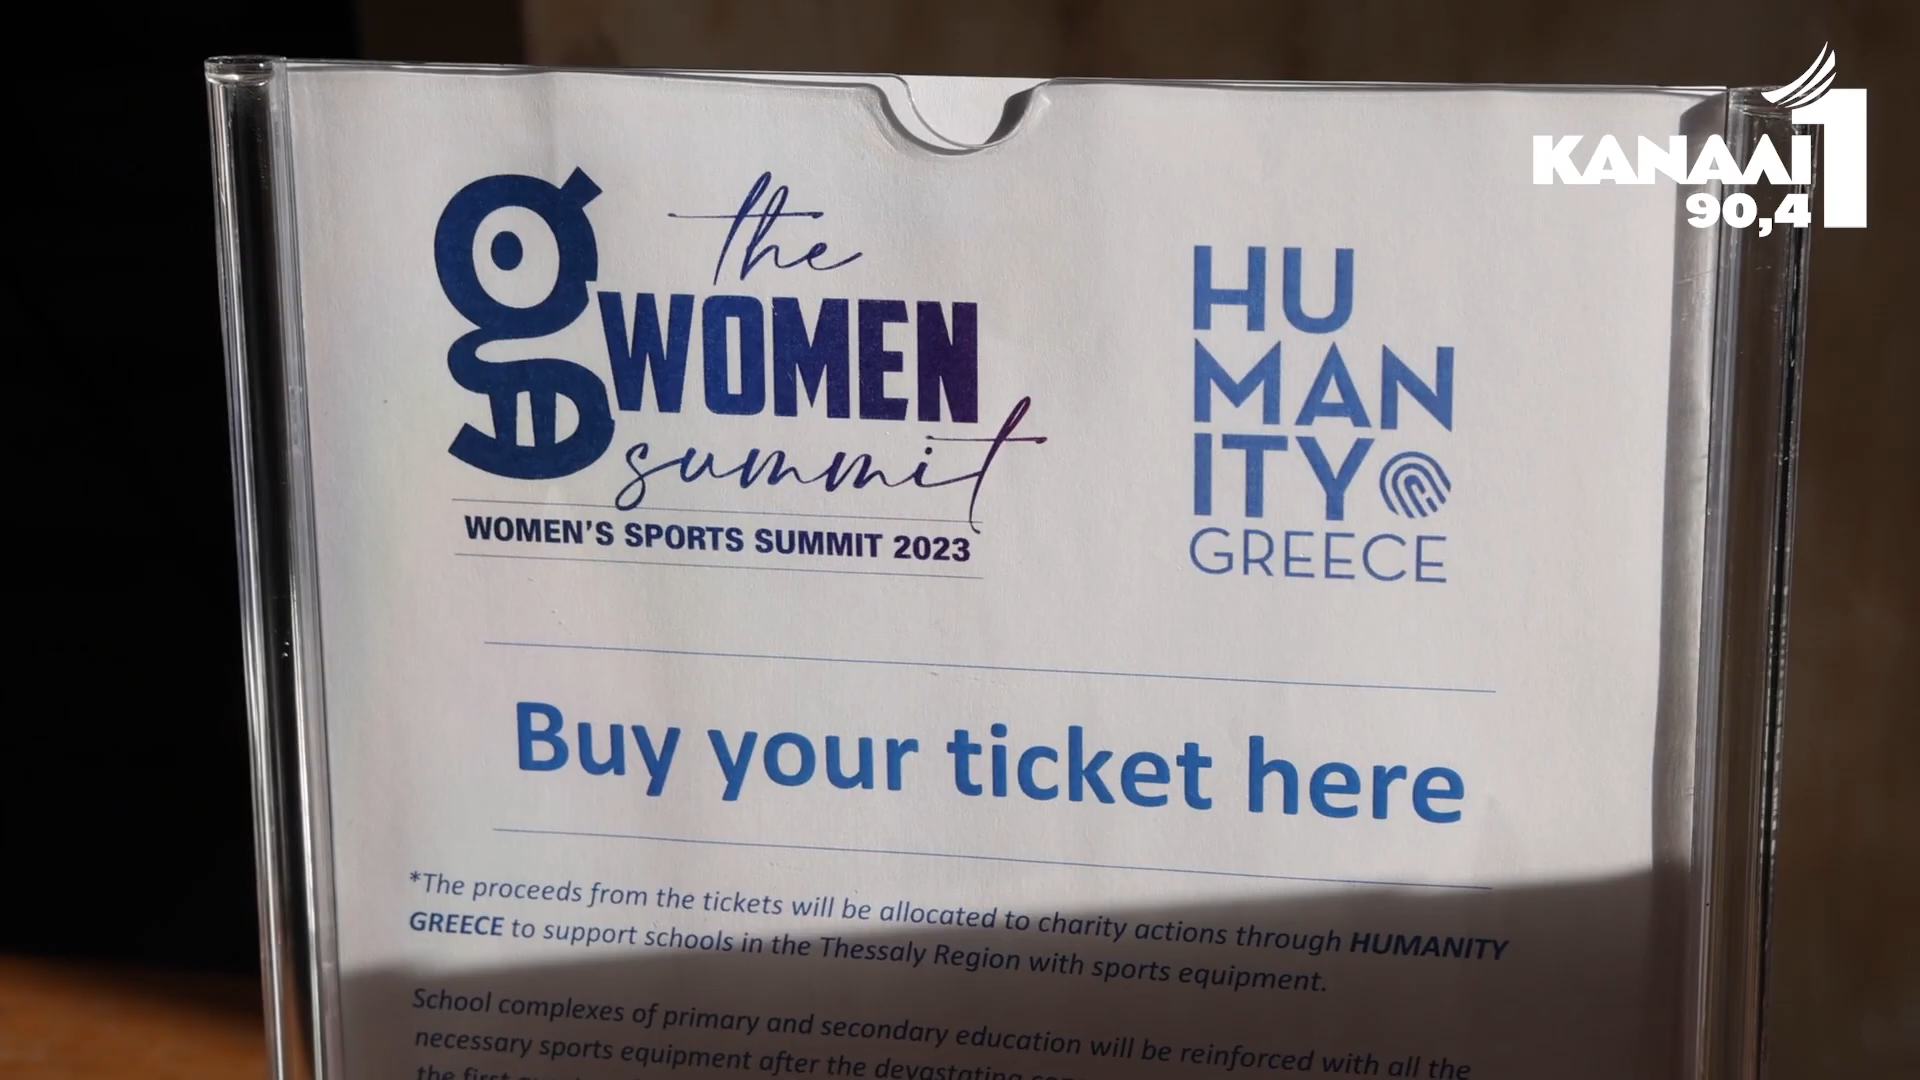 ΚΑΝΑΛΙ 1
90,4
the
WOMEN
summit
WOMEN'S SPORTS SUMMIT 2023
HU
MAN
ITY
GREECE
Buy your ticket here
*The proceeds from the tickets will be allocated to charity actions through HUMANITY
GREECE to support schools in the Thessaly Region with sports equipment.
School complexes of primary and secondary education will be reinforced with all the
necessary sports equipment after the devastating
the first